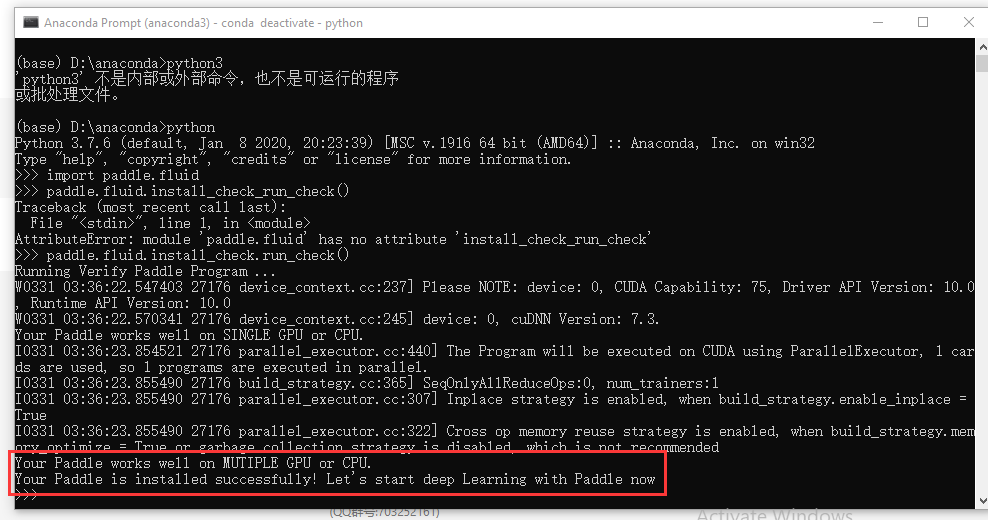 Anaconda Prompt (anaconda3) - conda  deactivate - python
(base) D:\anaconda>python3
'python3' 不是内部或外部命令，也不是可运行的程序
或批处理文件。
(base) D:\anaconda>python
Python 3.7.6 (default, Jan  8 2020, 20:23:39) [MSC v.1916 64 bit (AMD64)] :: Anaconda, Inc. on win32
Type "help", "copyright", "credits" or "license" for more information.
>>> import paddle.fluid
>>> paddle.fluid.install_check_run_check()
Traceback (most recent call last):
  File "<stdin>", line 1, in <module>
AttributeError: module 'paddle.fluid' has no attribute 'install_check_run_check'
>>> paddle.fluid.install_check.run_check()
Running Verify Paddle Program ...
W0331 03:36:22.547403 27176 device_context.cc:237] Please NOTE: device: 0, CUDA Capability: 75, Driver API Version: 10.0
, Runtime API Version: 10.0
W0331 03:36:22.570341 27176 device_context.cc:245] device: 0, cuDNN Version: 7.3.
Your Paddle works well on SINGLE GPU or CPU.
I0331 03:36:23.854521 27176 parallel_executor.cc:440] The Program will be executed on CUDA using ParallelExecutor, 1 car
ds are used, so 1 programs are executed in parallel.
I0331 03:36:23.855490 27176 build_strategy.cc:365] SeqOnlyAllReduceOps:0, num_trainers:1
I0331 03:36:23.855490 27176 parallel_executor.cc:307] Inplace strategy is enabled, when build_strategy.enable_inplace =
True
I0331 03:36:23.855490 27176 parallel_executor.cc:322] Cross op memory reuse strategy is enabled, when build_strategy.mem
ory_optimize = True or garbage collection strategy is disabled, which is not recommended
Your Paddle works well on MUTIPLE GPU or CPU.
Your Paddle is installed successfully! Let's start deep Learning with Paddle now
>>>
(QQ群号:703252161)
Activate Windows